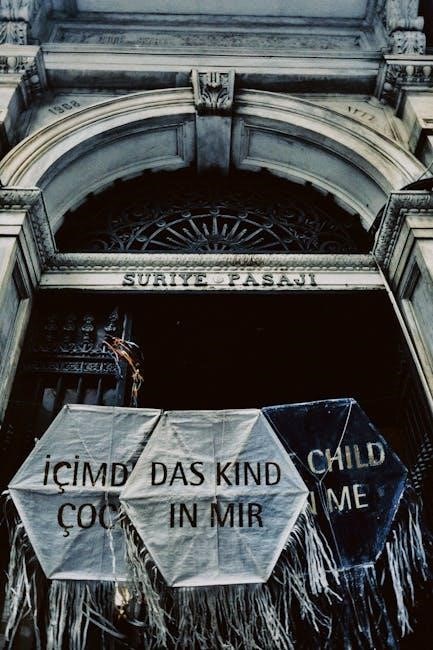 1908
SURIYE PASAJI
İÇİMD
ÇOC
DAS KIND
IN MIR
CHILD
N ME